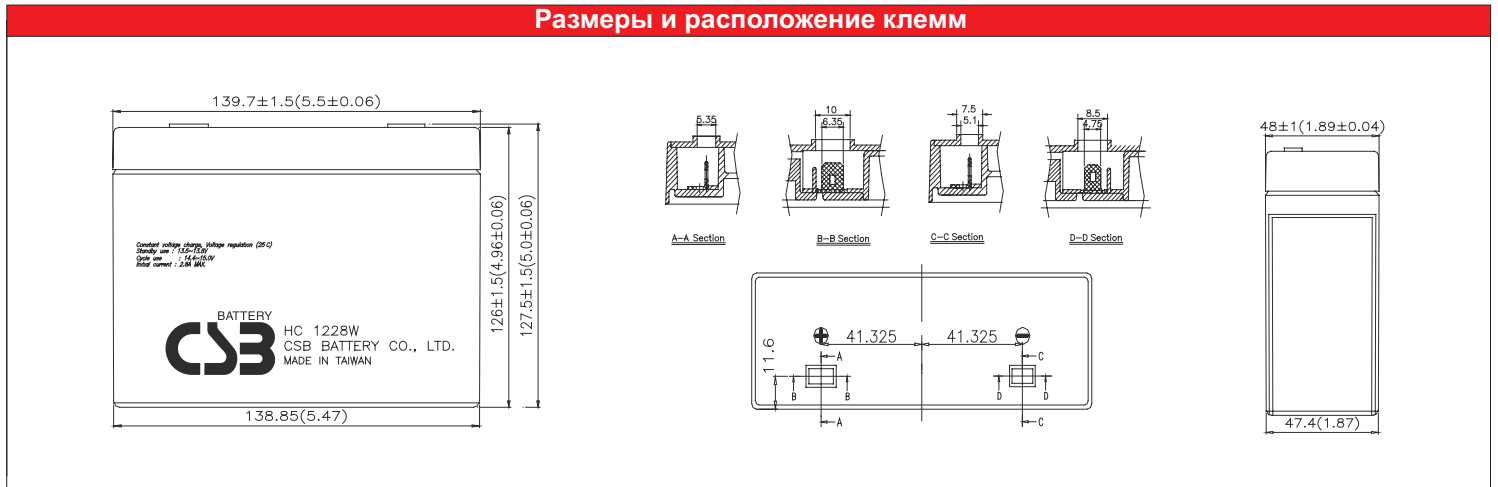 Размеры и расположение клемм
139.7±1.5(5.5±0.06)
Constant voltage charge, Voltage regulation (25 C)
Standby use : 13.5~13.8V
Cycle use : 14.4~15.0V
Initial current : 2.8A MAX.
BATTERY
CSB
HC 1228W
CSB BATTERY CO., LTD.
MADE IN TAIWAN
126±1.5(4.96±0.06)
127.5±1.5(5.0±0.06)
138.85(5.47)
5.35
A-A Section
10
6.35
B-B Section
7.5
5.1
C-C Section
8.5
4.75
D-D Section
41.325
41.325
11.6
A
A
B
B
C
C
D
D
48±1(1.89±0.04)
47.4(1.87)